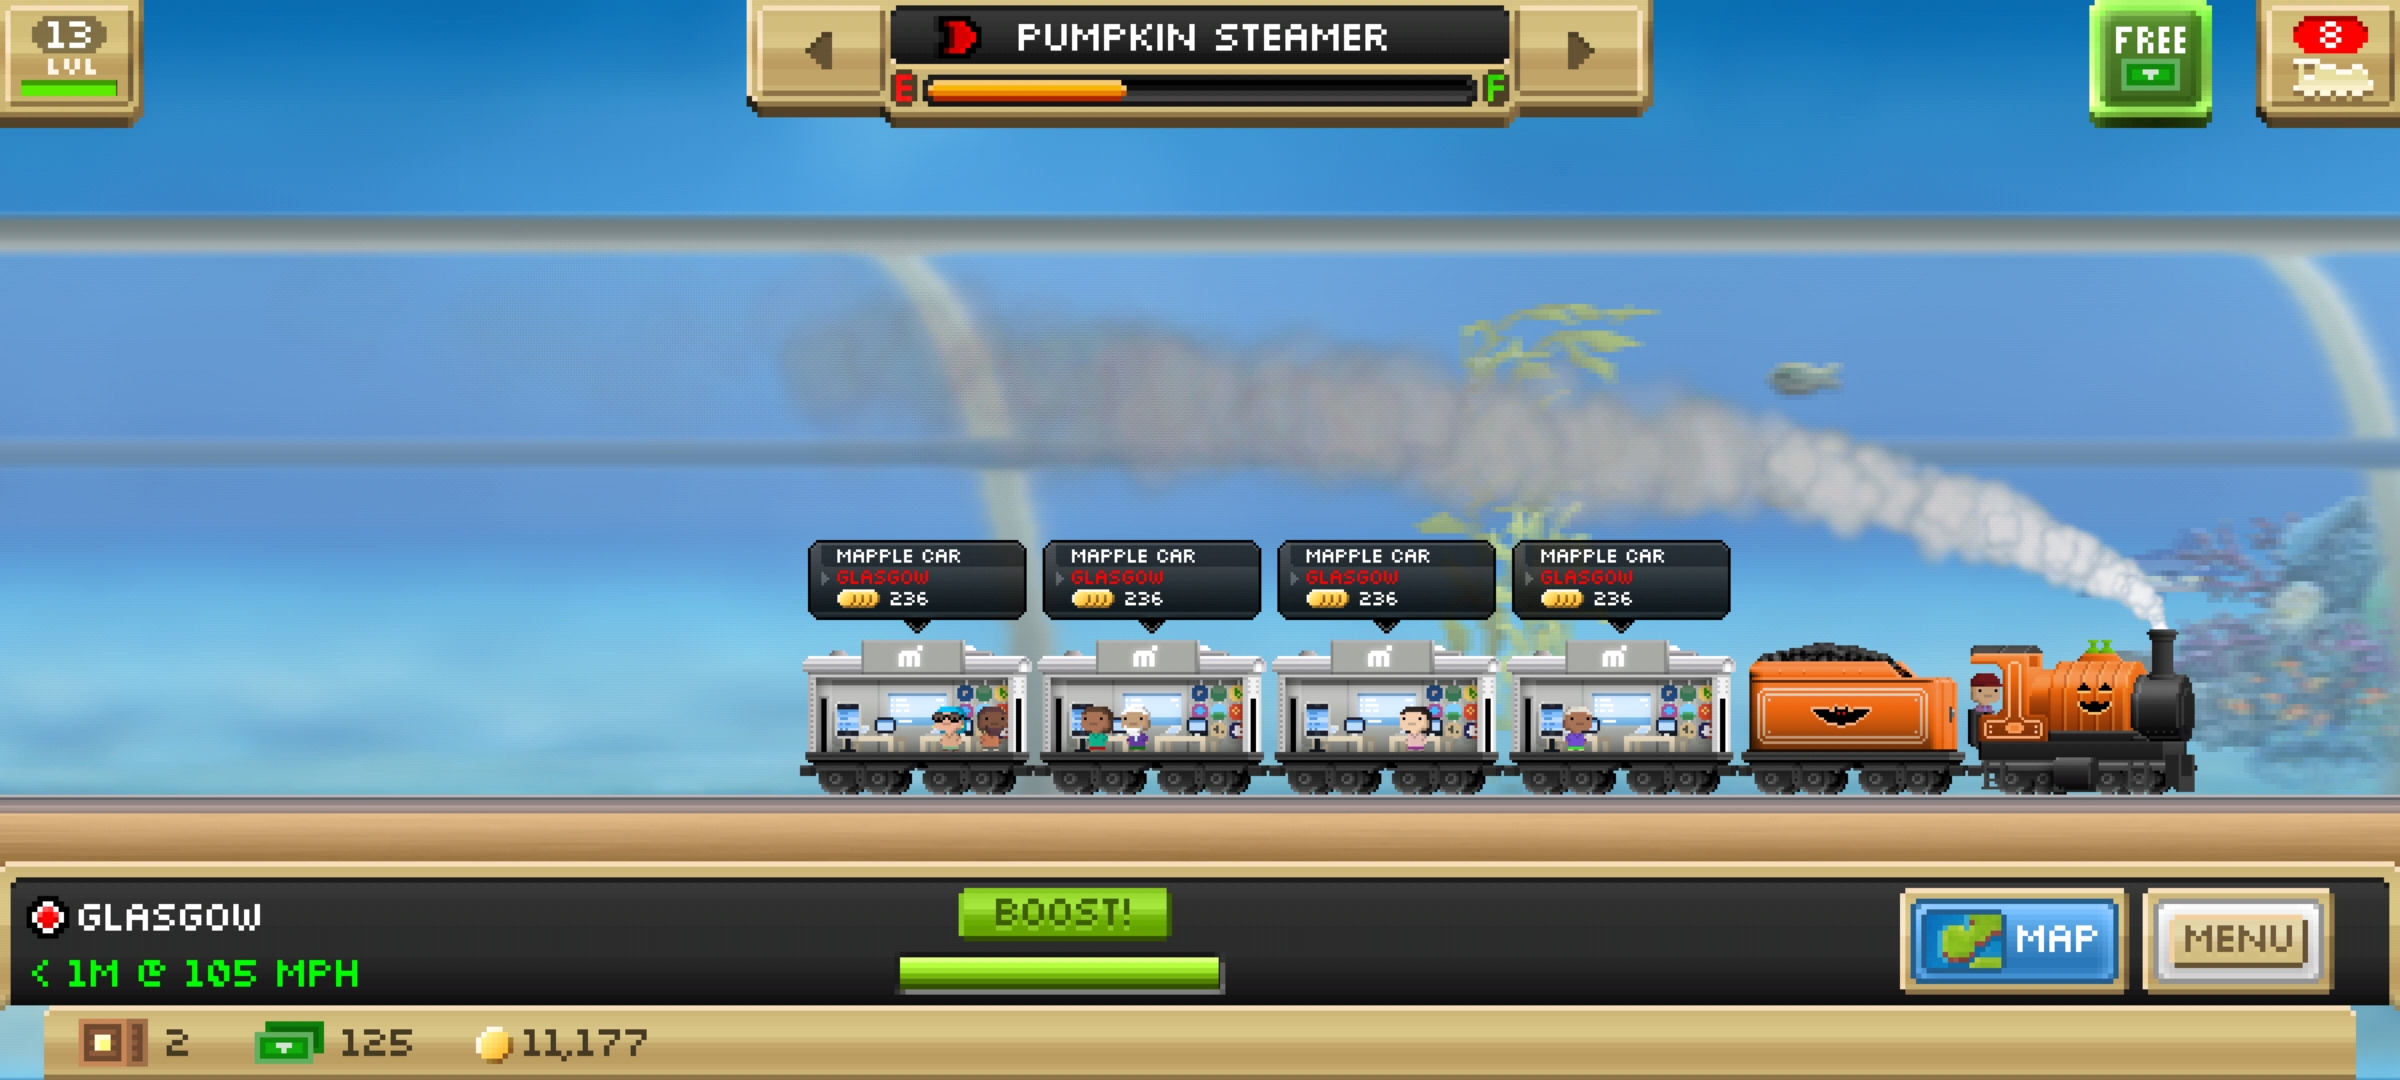 13
LVL
PUMPKIN STEAMER
E
F
FREE
8
MAPPLE CAR
GLASGOW
236
MAPPLE CAR
GLASGOW
236
MAPPLE CAR
GLASGOW
236
MAPPLE CAR
GLASGOW
236
m
m
m
m
GLASGOW
< 1M @ 105 MPH
BOOST!
MAP
MENU
2
125
11,177